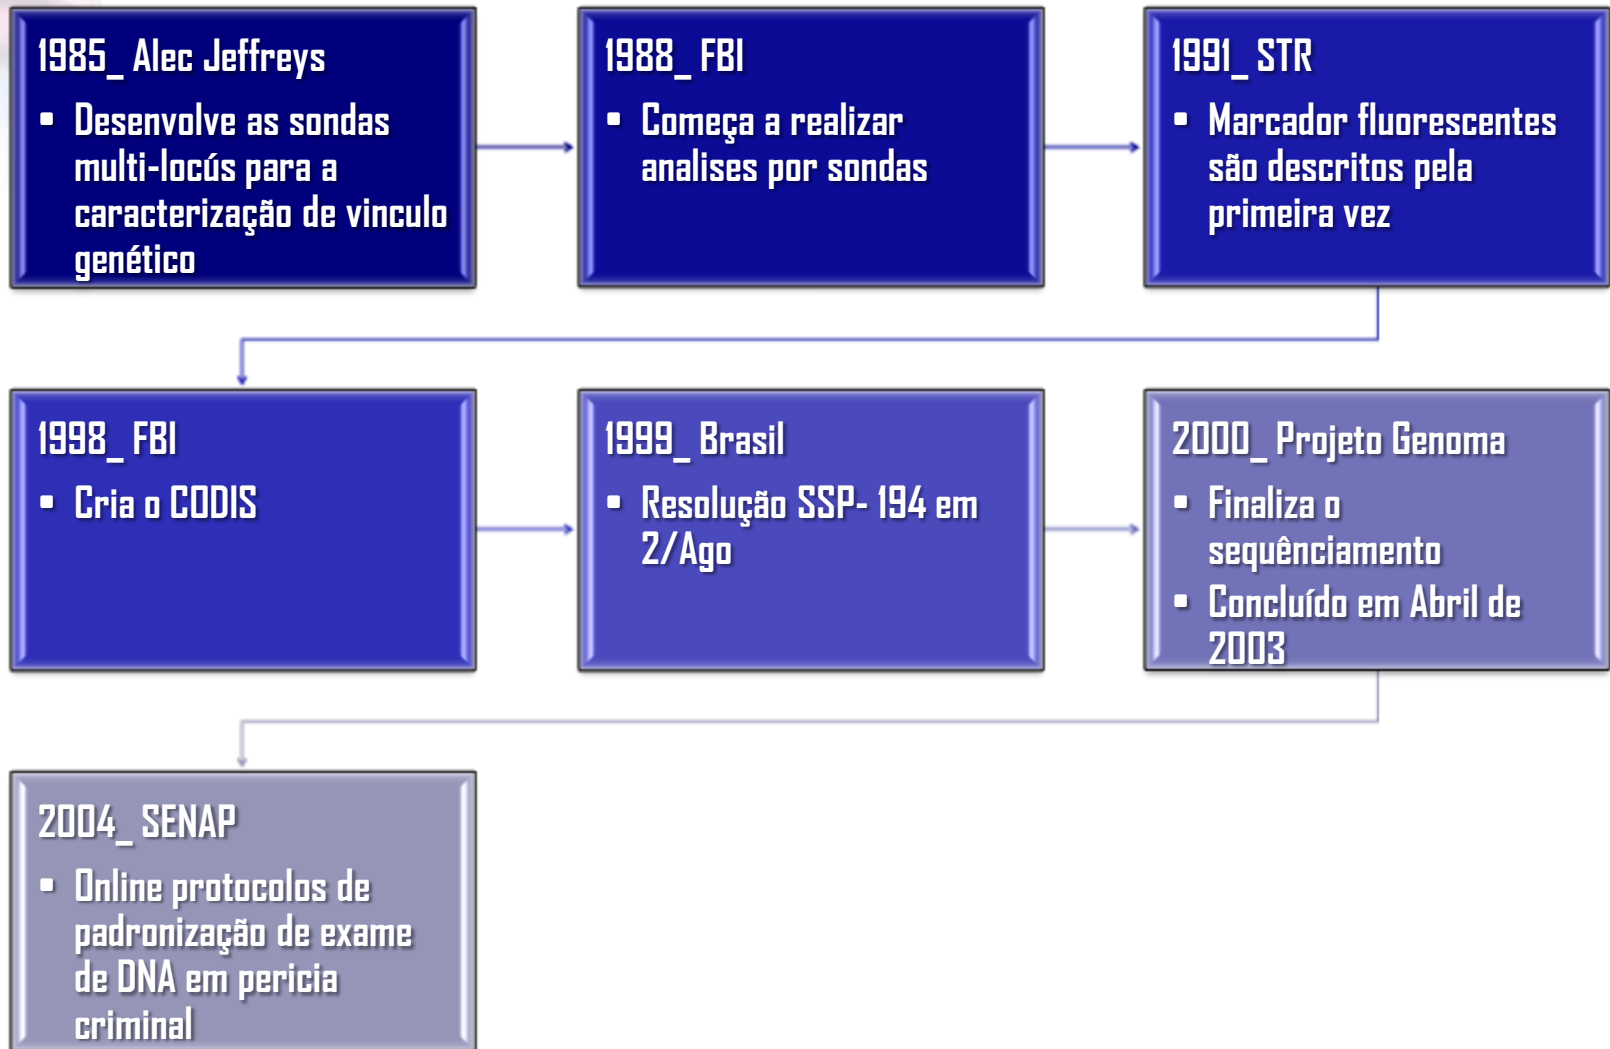 1985_ Alec Jeffreys
▪ Desenvolve as sondas
multi-locús para a
caracterização de vinculo
genético
1988_ FBI
▪ Começa a realizar
analises por sondas
1991_ STR
▪ Marcador fluorescentes
são descritos pela
primeira vez
1998_ FBI
▪ Cria o CODIS
1999_ Brasil
▪ Resolução SSP- 194 em
2/Ago
2000_ Projeto Genoma
▪ Finaliza o
sequênciamento
▪ Concluído em Abril de
2003
2004_ SENAP
▪ Online protocolos de
padronização de exame
de DNA em pericia
criminal